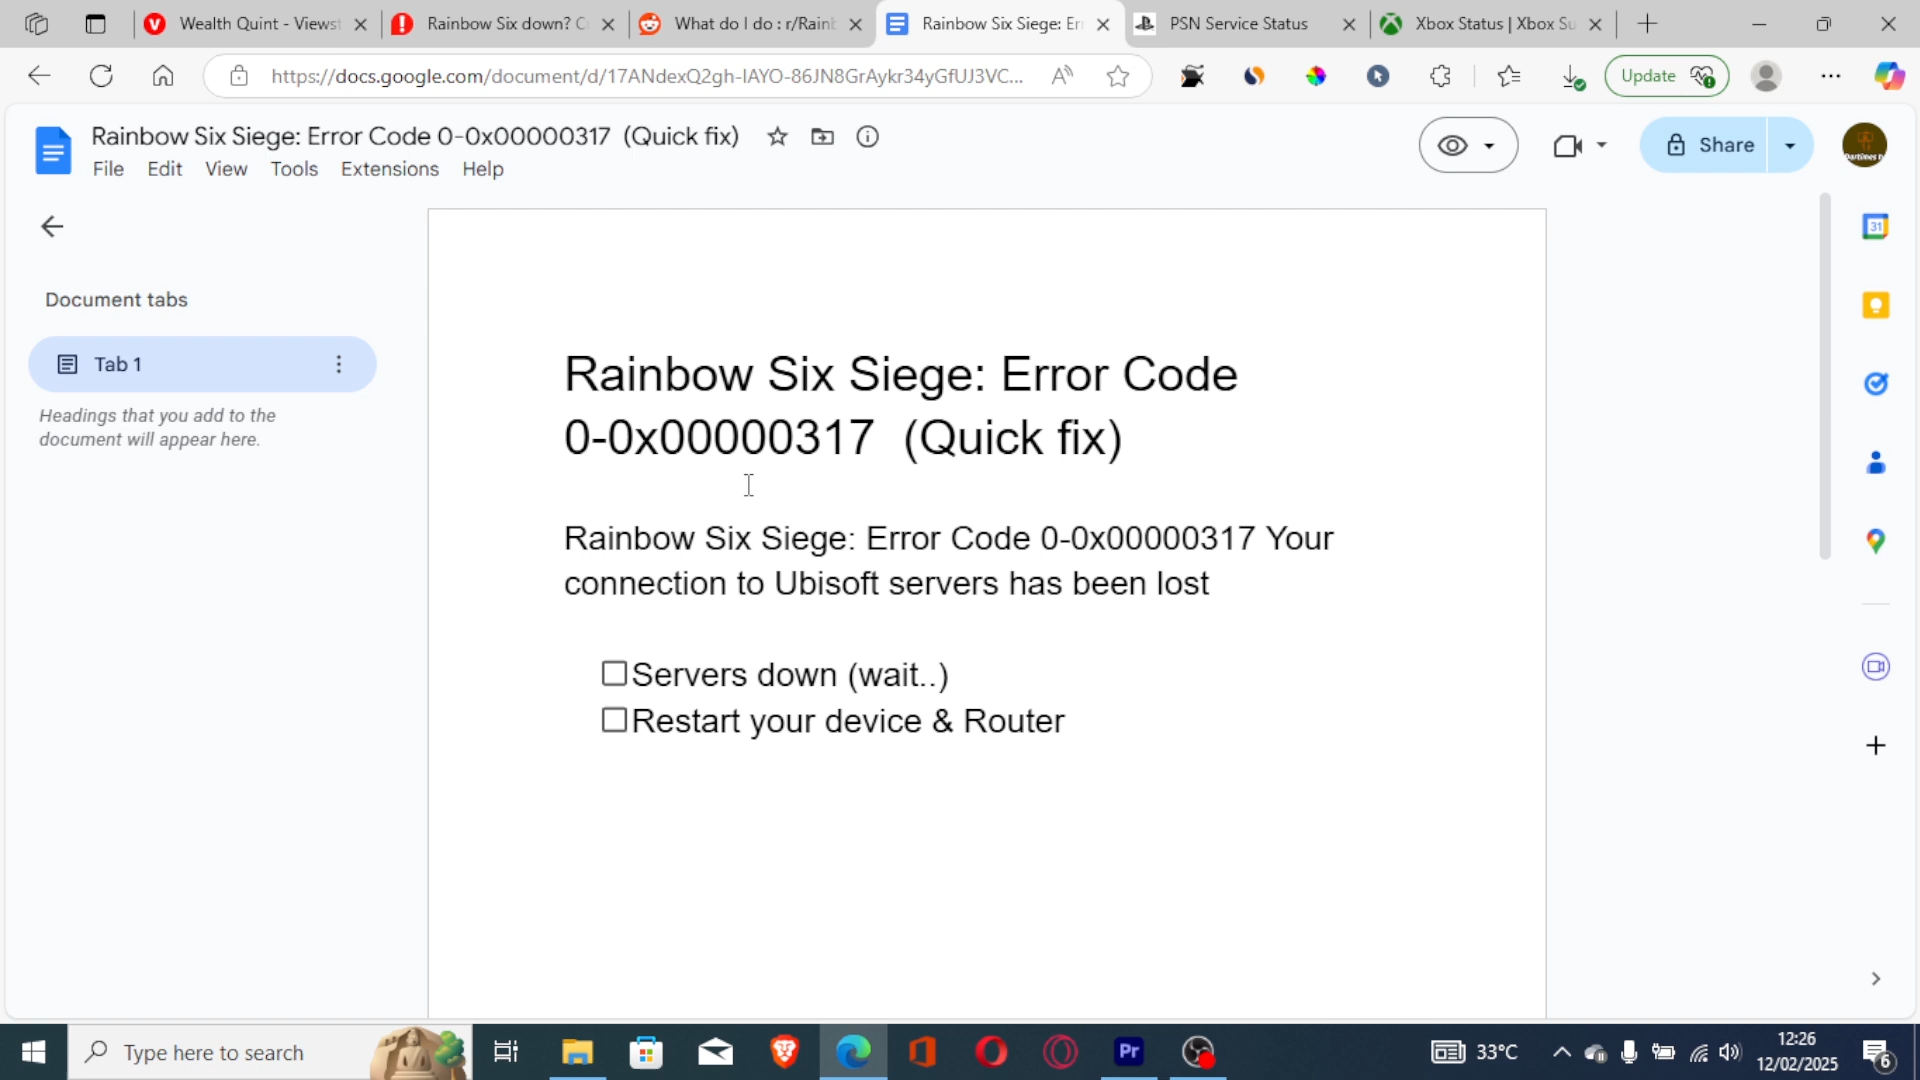 Wealth Quint - Viewst
Rainbow Six down? C
What do I do : r/Rain
Rainbow Six Siege: Er
PSN Service Status
Xbox Status | Xbox Su
https://docs.google.com/document/d/17ANdexQ2gh-IAYO-86JN8GrAykr34yGfUJ3VC...
Update
Rainbow Six Siege: Error Code 0-0x00000317 (Quick fix)
File Edit View Tools Extensions Help
Share
Document tabs
Tab 1
Headings that you add to the
document will appear here.
Rainbow Six Siege: Error Code
0-0x00000317 (Quick fix)
Rainbow Six Siege: Error Code 0-0x00000317 Your
connection to Ubisoft servers has been lost
Servers down (wait..)
Restart your device & Router
31
Type here to search
Pr
33°C
12:26
12/02/2025
6